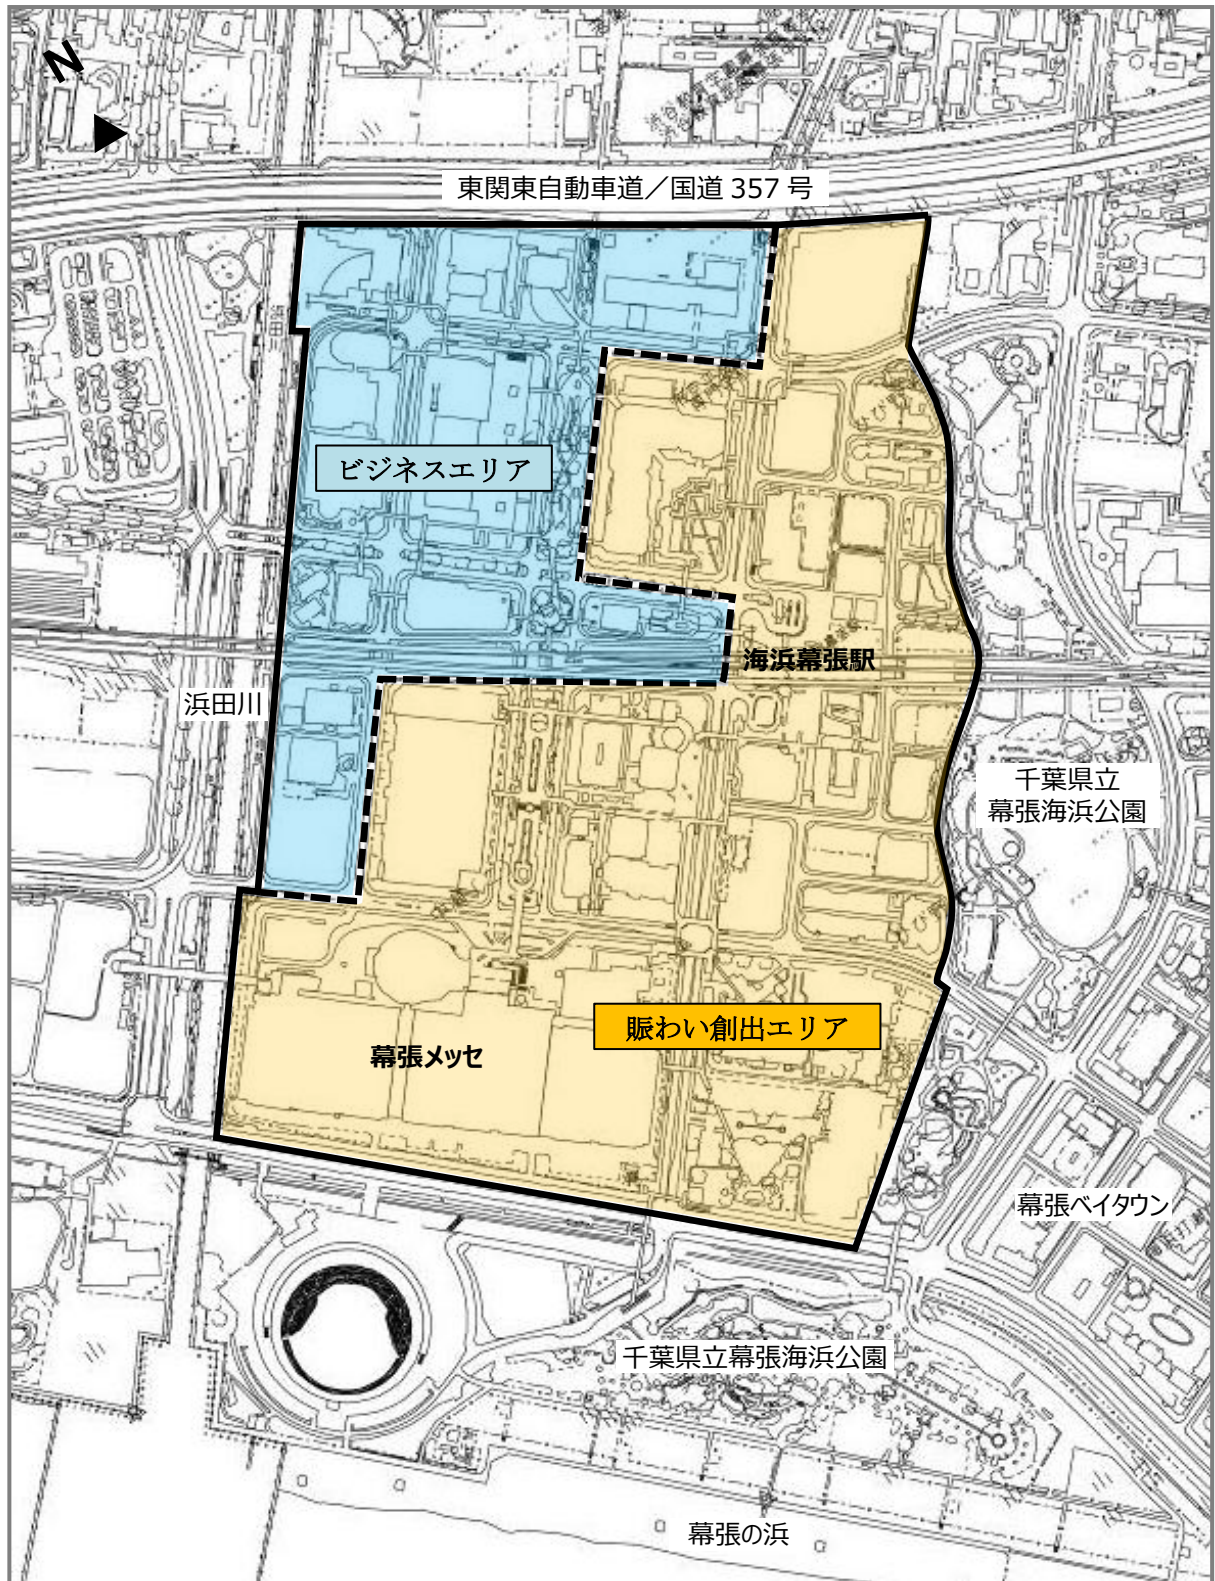 N
東関東自動車道／国道 357 号
ビジネスエリア
海浜幕張駅
浜田川
千葉県立
幕張海浜公園
賑わい創出エリア
幕張メッセ
幕張ベイタウン
千葉県立幕張海浜公園
幕張の浜